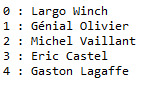 0 : Largo Winch
1 : Génial Olivier
2 : Michel Vaillant
3 : Eric Castel
4 : Gaston Lagaffe